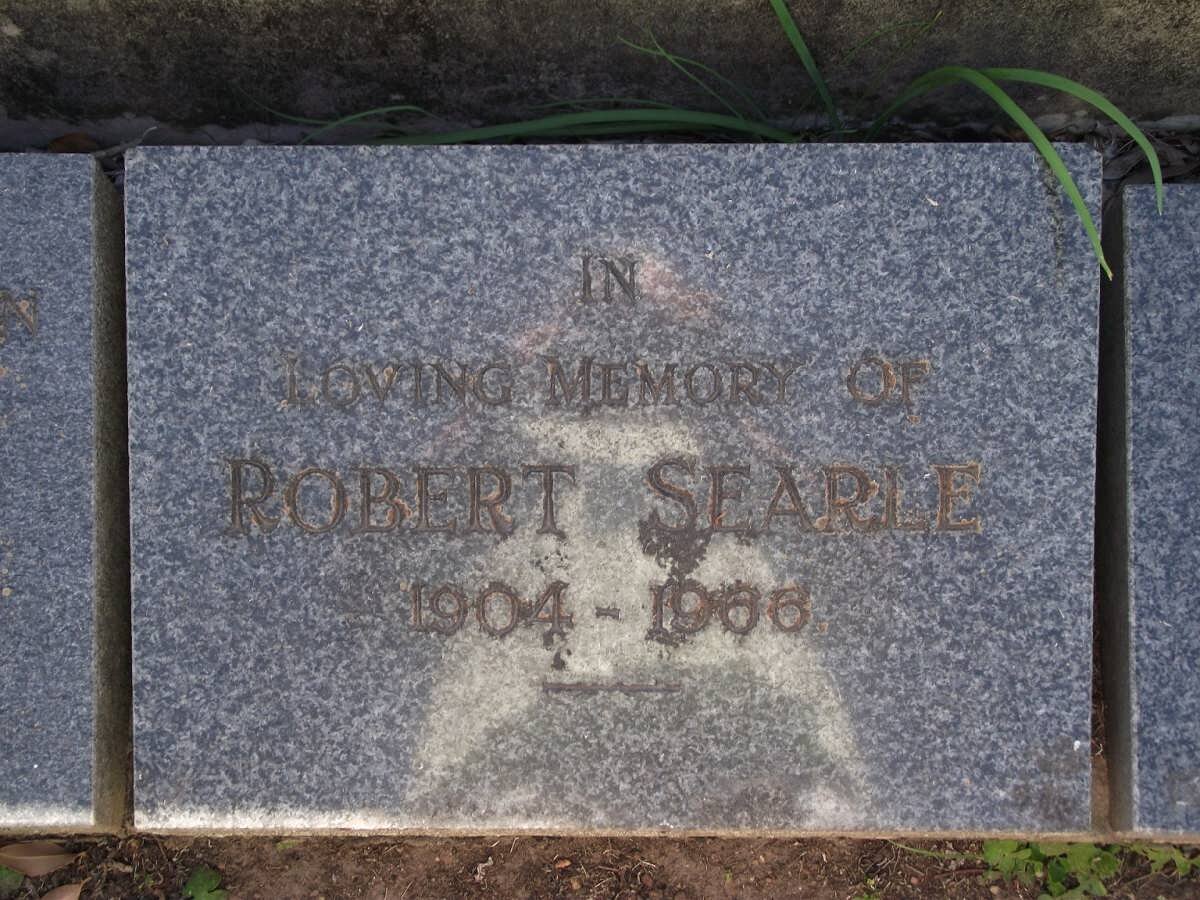 In
Loving Memory of
Robert Searle
1904 - 1966.